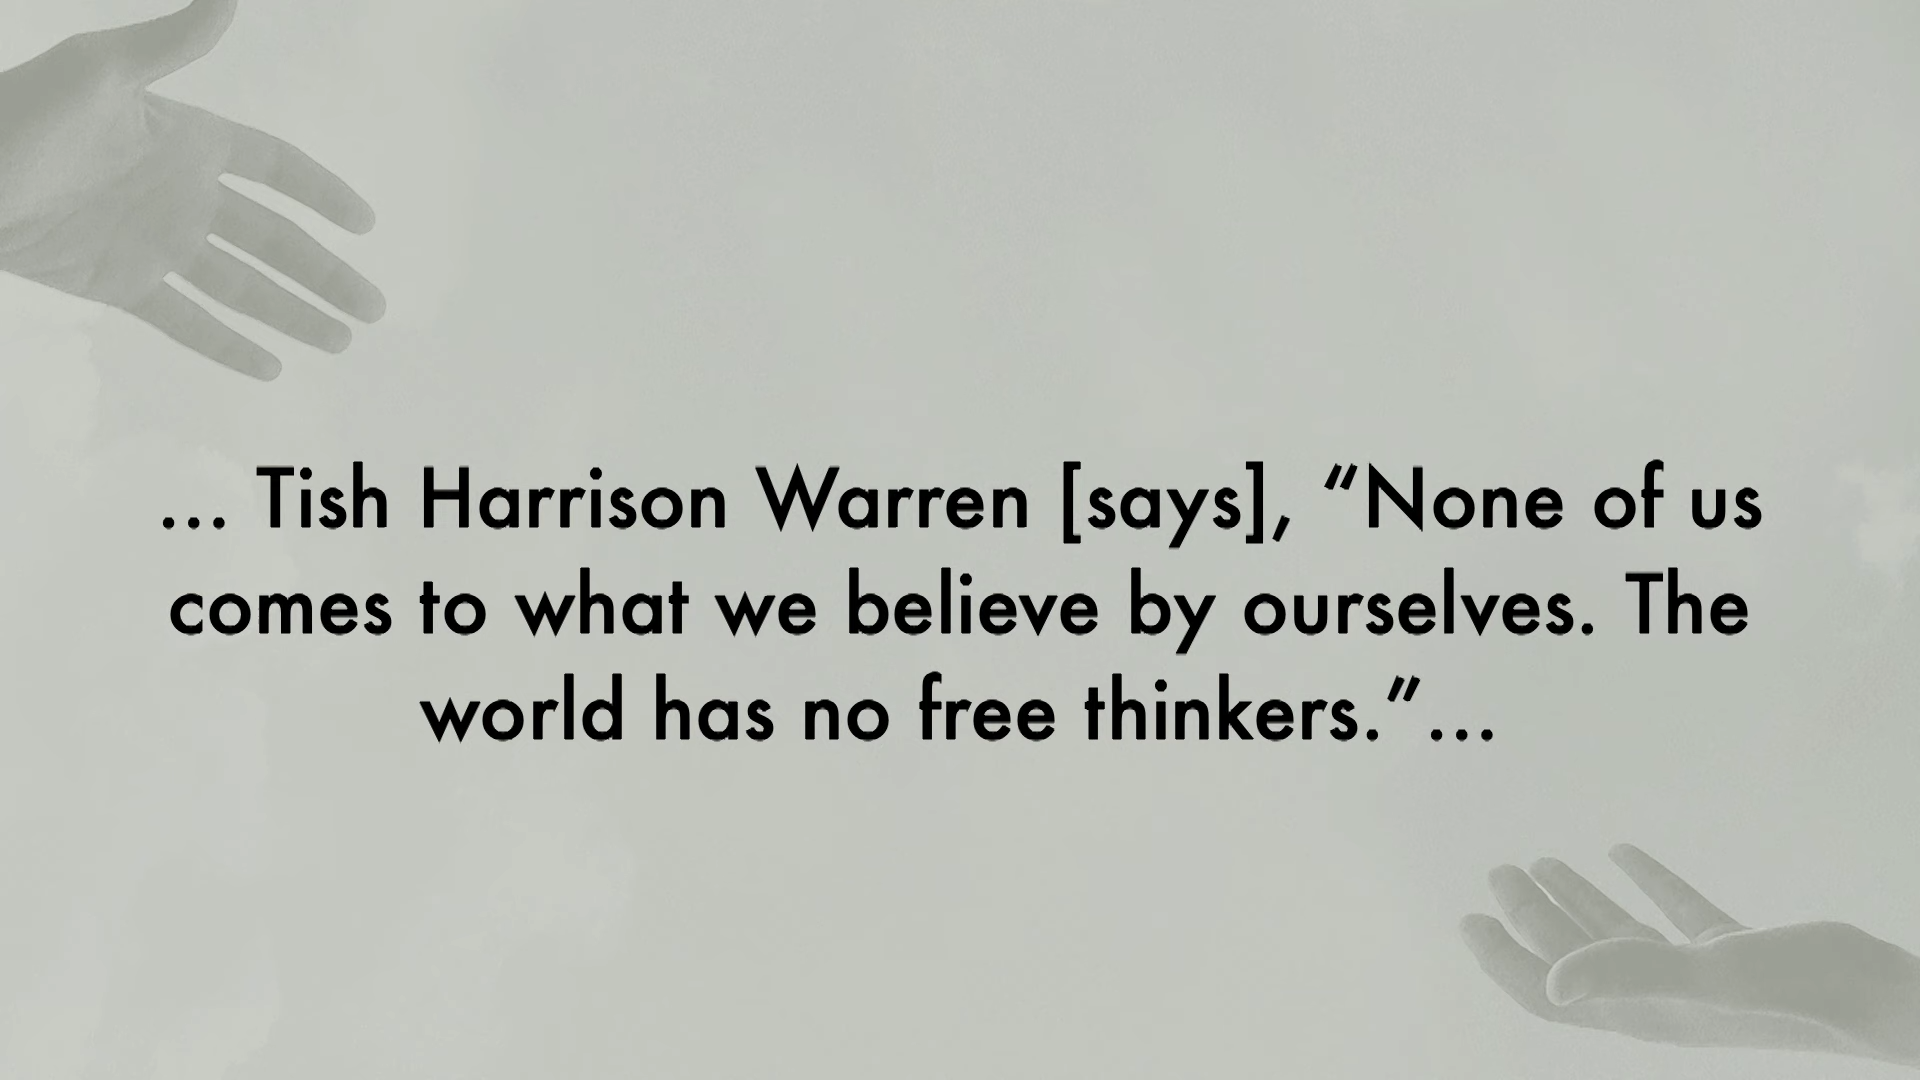 ... Tish Harrison Warren [says], “None of us
comes to what we believe by ourselves. The
world has no free thinkers.”...